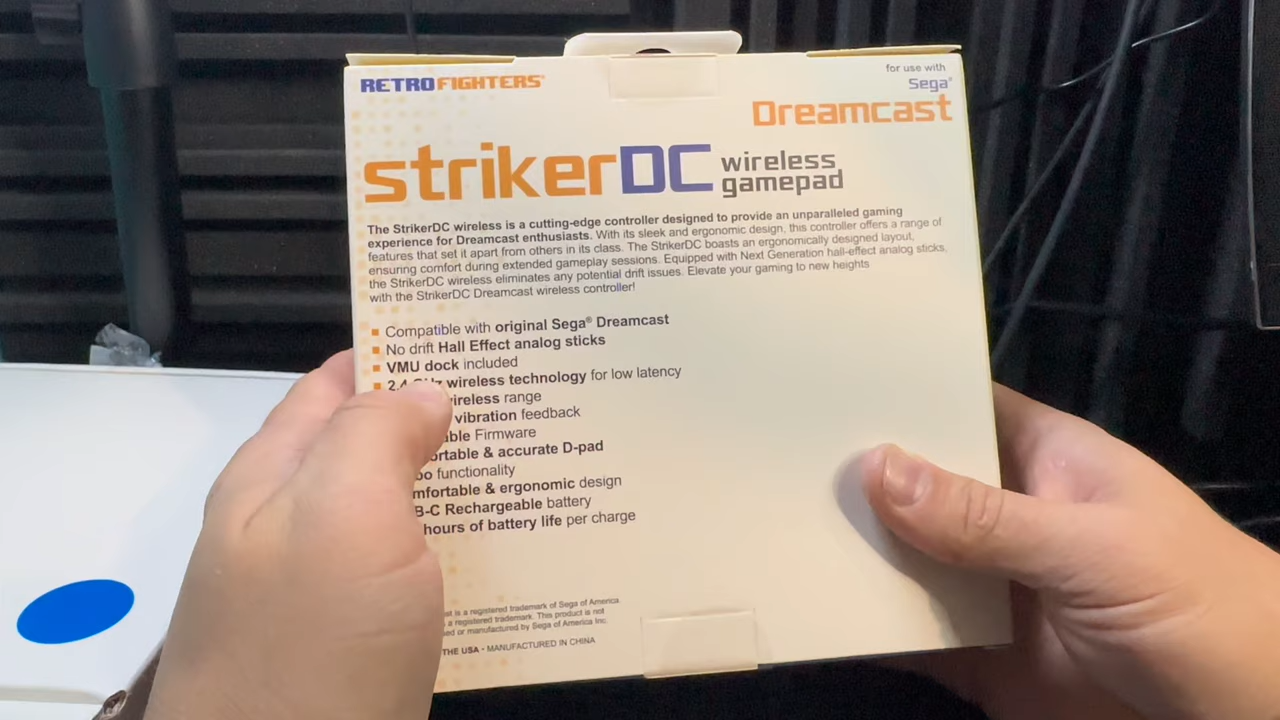 RETRO FIGHTERS
for use with
Sega®
Dreamcast
strikerDC wireless
gamepad
The StrikerDC wireless is a cutting-edge controller designed to provide an unparalleled gaming
experience for Dreamcast enthusiasts. With its sleek and ergonomic design, this controller offers a range of
features that set it apart from others in its class. The StrikerDC boasts an ergonomically designed layout,
ensuring comfort during extended gameplay sessions. Equipped with Next Generation hall-effect analog sticks,
the StrikerDC wireless eliminates any potential drift issues. Elevate your gaming to new heights
with the StrikerDC Dreamcast wireless controller!
Compatible with original Sega® Dreamcast
No drift Hall Effect analog sticks
VMU dock included
wireless technology for low latency
wireless range
vibration feedback
Firmware
& accurate D-pad
functionality
& ergonomic design
Rechargeable battery
hours of battery life per charge
is a registered trademark of Sega of America
a registered trademark. This product is not
or manufactured by Sega of America Inc.
THE USA - MANUFACTURED IN CHINA